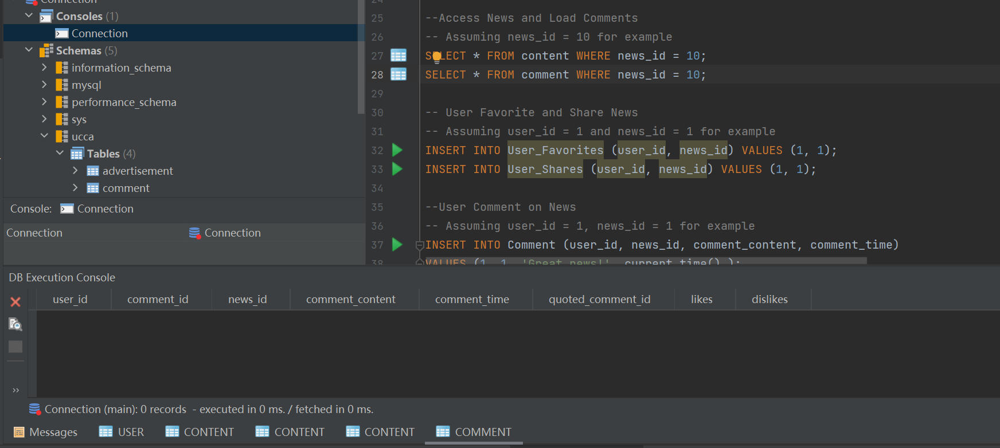 Connection
Consoles (1)
Connection
Schemas (5)
information_schema
mysql
performance_schema
sys
ucca
Tables (4)
advertisement
comment
Console: Connection
Connection Connection
24
25 --Access News and Load Comments
26 -- Assuming news_id = 10 for example
27 SELECT * FROM content WHERE news_id = 10;
28 SELECT * FROM comment WHERE news_id = 10;
29
30 -- User Favorite and Share News
31 -- Assuming user_id = 1 and news_id = 1 for example
32 INSERT INTO User_Favorites (user_id, news_id) VALUES (1, 1);
33 INSERT INTO User_Shares (user_id, news_id) VALUES (1, 1);
34
35 --User Comment on News
36 -- Assuming user_id = 1, news_id = 1 for example
37 INSERT INTO Comment (user_id, news_id, comment_content, comment_time)
38 VALUES (1, 1, 'Great news!', current_time() );
DB Execution Console
user_id comment_id news_id comment_content comment_time quoted_comment_id likes dislikes
»
Connection (main): 0 records - executed in 0 ms. / fetched in 0 ms.
Messages USER CONTENT CONTENT CONTENT COMMENT